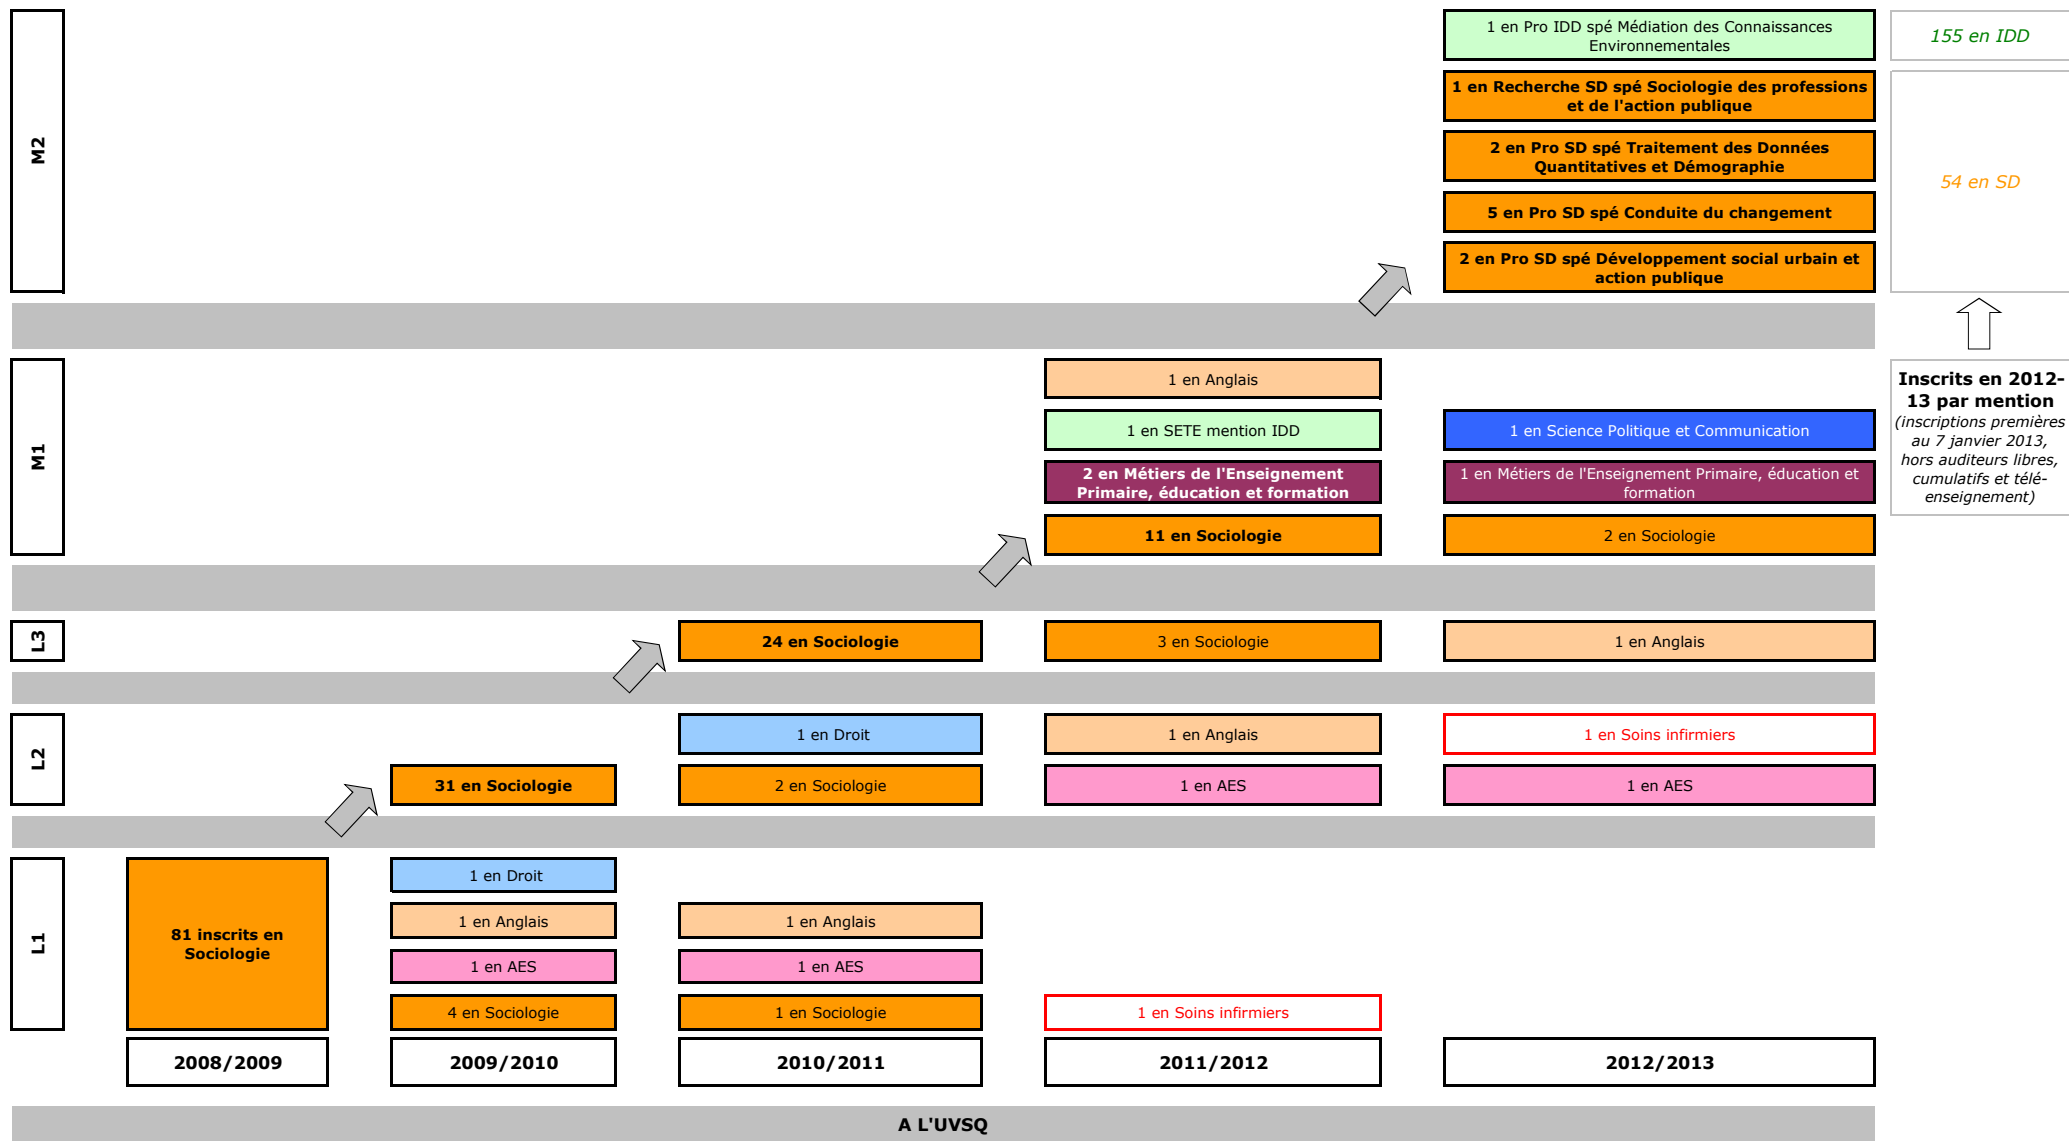 M2
1 en Pro IDD spé Médiation des Connaissances
Environnementales
155 en IDD
1 en Recherche SD spé Sociologie des professions
et de l'action publique
2 en Pro SD spé Traitement des Données
Quantitatives et Démographie
54 en SD
5 en Pro SD spé Conduite du changement
2 en Pro SD spé Développement social urbain et
action publique
M1
1 en Anglais
1 en SETE mention IDD
1 en Science Politique et Communication
2 en Métiers de l'Enseignement
Primaire, éducation et formation
1 en Métiers de l'Enseignement Primaire, éducation et
formation
11 en Sociologie
2 en Sociologie
Inscrits en 2012-
13 par mention
(inscriptions premières
au 7 janvier 2013,
hors auditeurs libres,
cumulatifs et télé-
enseignement)
L3
24 en Sociologie
3 en Sociologie
1 en Anglais
L2
1 en Droit
1 en Anglais
1 en Soins infirmiers
31 en Sociologie
2 en Sociologie
1 en AES
1 en AES
L1
81 inscrits en
Sociologie
1 en Droit
1 en Anglais
1 en Anglais
1 en AES
1 en AES
4 en Sociologie
1 en Sociologie
1 en Soins infirmiers
2008/2009
2009/2010
2010/2011
2011/2012
2012/2013
A L'UVSQ